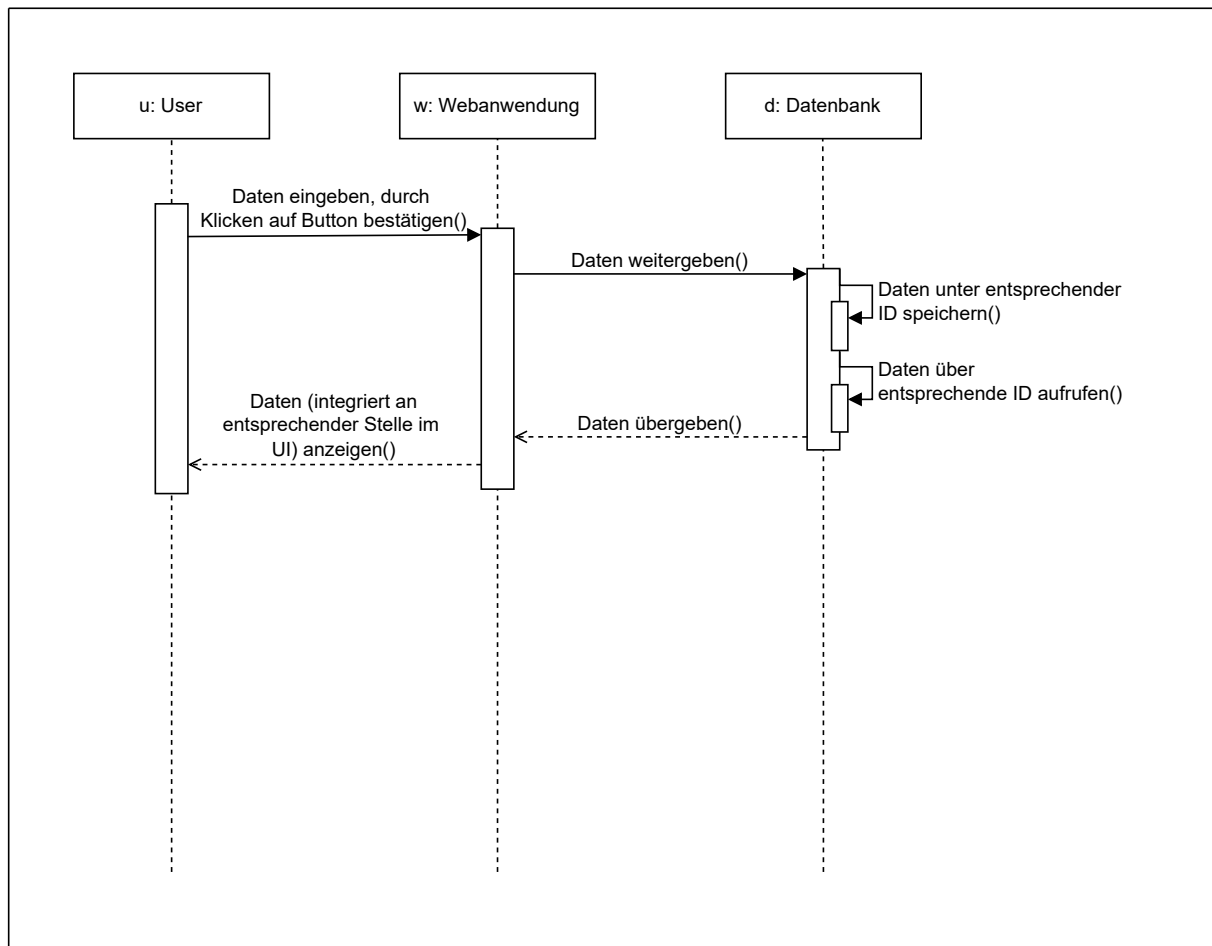 u: User
w: Webanwendung
d: Datenbank
Daten eingeben, durch
Klicken auf Button bestätigen()
Daten weitergeben()
Daten unter entsprechender
ID speichern()
Daten über
entsprechende ID aufrufen()
Daten übergeben()
Daten (integriert an
entsprechender Stelle im
UI) anzeigen()